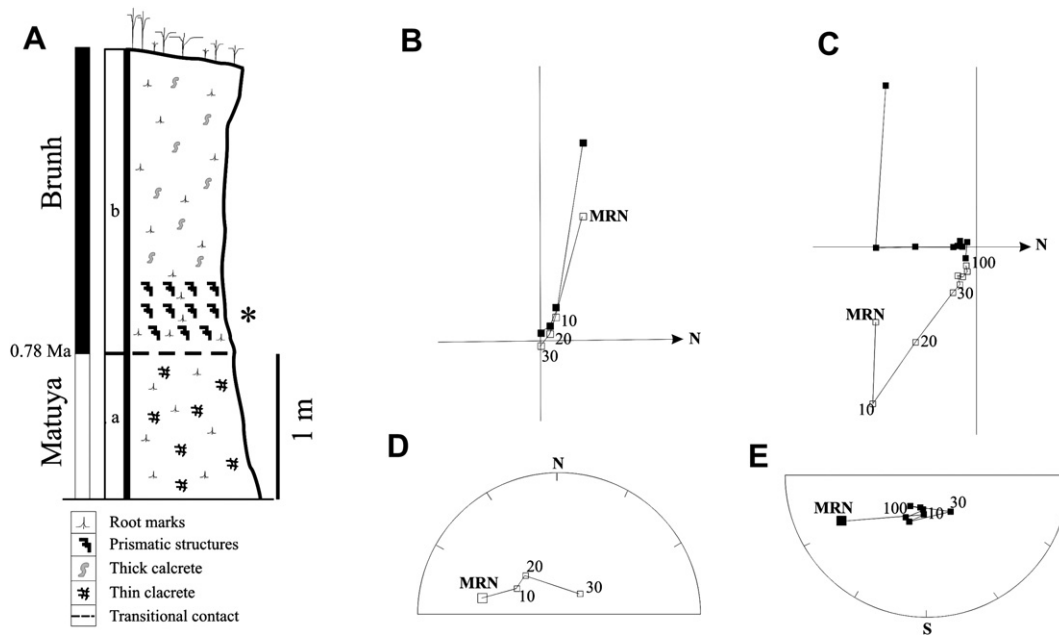 A
Brunh
b
*
0.78 Ma
Matuya
a
1 m
Root marks
Prismatic structures
Thick calcrete
Thin clacrete
Transitional contact
B
MRN
10
20
30
N
C
N
100
30
MRN
20
10
D
N
MRN
20
10
30
E
MRN
100
10
30
S